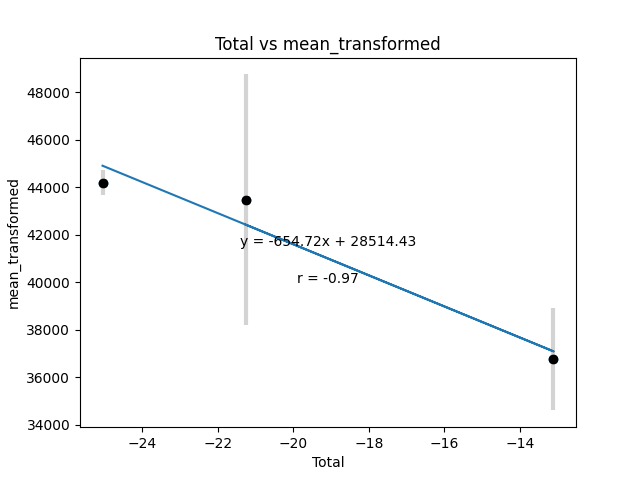 Total vs mean_transformed
48000
46000
44000
42000
40000
38000
36000
34000
mean_transformed
y = -654.72x + 28514.43
r = -0.97
−24
−22
−20
−18
−16
−14
Total